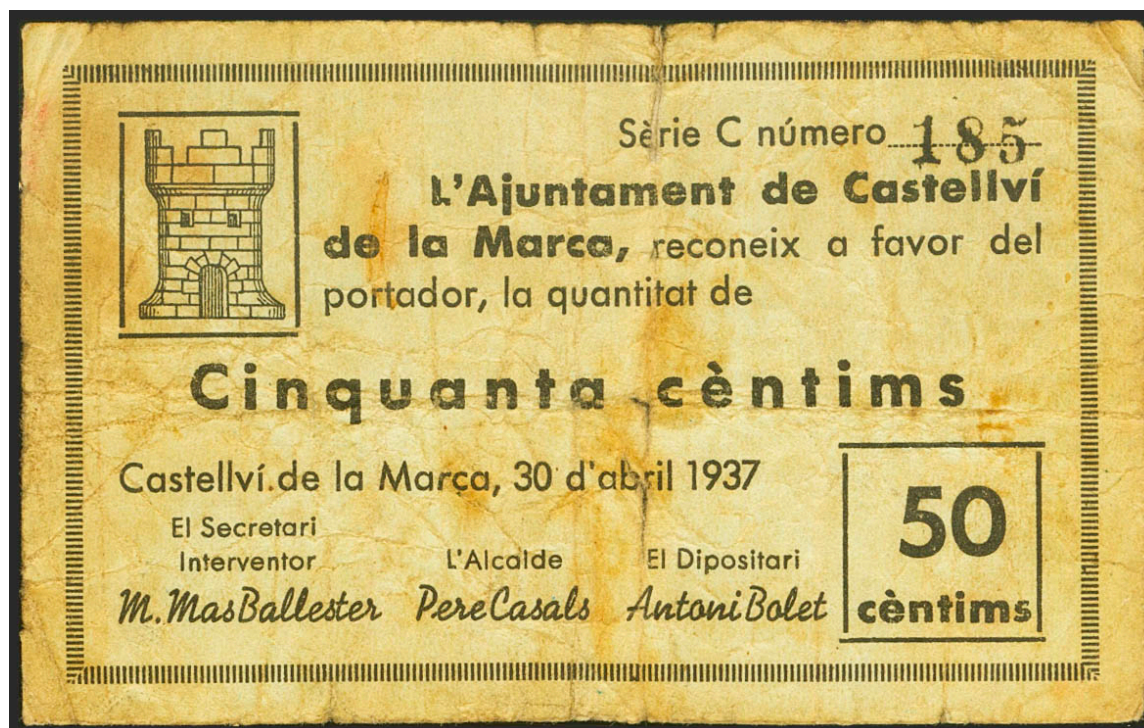 Sèrie C número 185
L'Ajuntament de Castellví
de la Marca, reconeix a favor del
portador, la quantitat de
Cinquanta cèntims
Castellví de la Marca, 30 d'abril 1937
El Secretari
Interventor
L'Alcalde
El Dipositari
M. Mas Ballester
Pere Casals
Antoni Bolet
50
cèntims